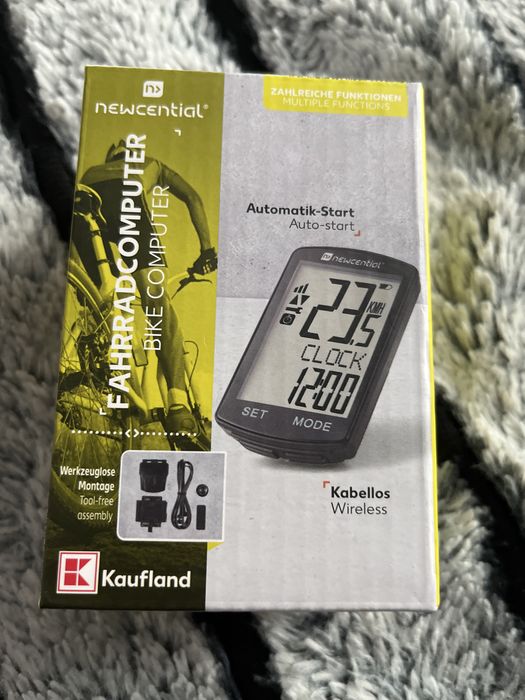 newcential®
ZAHLREICHE FUNKTIONEN
MULTIPLE FUNCTIONS
FAHRRADCOMPUTER
BIKE COMPUTER
Automatik-Start
Auto-start
newcential
23.5
KMH
CLOCK
12:00
SET
MODE
Werkzeuglose
Montage
Tool-free
assembly
Kabellos
Wireless
K Kaufland